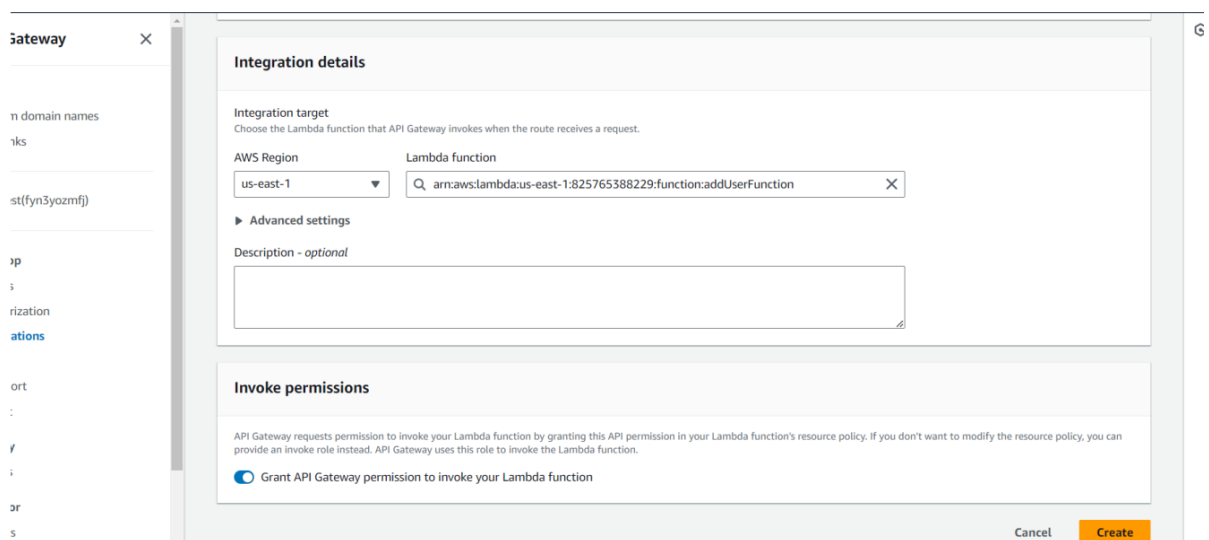 Gateway
Integration details
Integration target
Choose the Lambda function that API Gateway invokes when the route receives a request.
AWS Region
Lambda function
us-east-1
arn:aws:lambda:us-east-1:825765388229:function:addUserFunction
Advanced settings
Description - optional
Invoke permissions
API Gateway requests permission to invoke your Lambda function by granting this API permission in your Lambda function's resource policy. If you don't want to modify the resource policy, you can
provide an invoke role instead. API Gateway uses this role to invoke the Lambda function.
Grant API Gateway permission to invoke your Lambda function
Cancel
Create
m domain names
nks
st(fyn3yozmfj)
op
s
rization
ations
ort
t
y
s
or
s